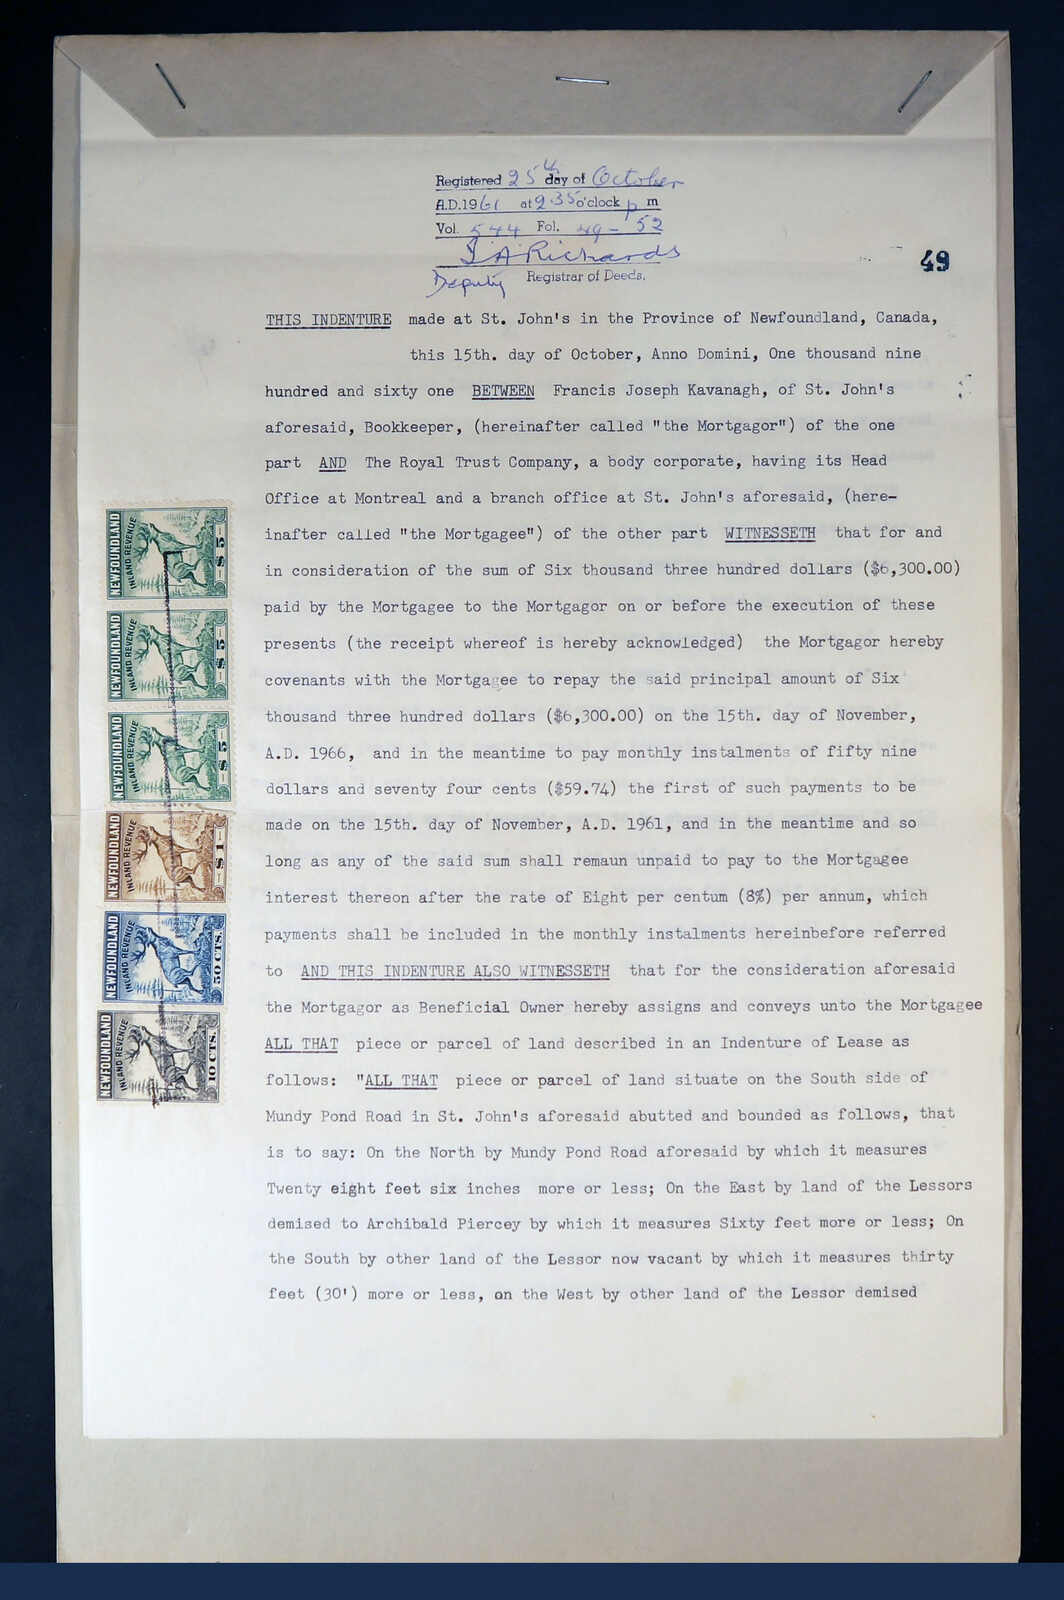 Registered 25th day of October
A.D.1961 at 2.35 o'clock p m
Vol. 544 Fol. 49 - 52
Richards
Deputy Registrar of Deeds.
49
THIS INDENTURE made at St. John's in the Province of Newfoundland, Canada,
this 15th. day of October, Anno Domini, One thousand nine
hundred and sixty one BETWEEN Francis Joseph Kavanagh, of St. John's
aforesaid, Bookkeeper, (hereinafter called "the Mortgagor") of the one
part AND The Royal Trust Company, a body corporate, having its Head
Office at Montreal and a branch office at St. John's aforesaid, (here-
inafter called "the Mortgagee") of the other part WITNESSETH that for and
in consideration of the sum of Six thousand three hundred dollars ($6,300.00)
paid by the Mortgagee to the Mortgagor on or before the execution of these
presents (the receipt whereof is hereby acknowledged) the Mortgagor hereby
covenants with the Mortgagee to repay the said principal amount of Six
thousand three hundred dollars ($6,300.00) on the 15th. day of November,
A.D. 1966, and in the meantime to pay monthly instalments of fifty nine
dollars and seventy four cents ($59.74) the first of such payments to be
made on the 15th. day of November, A.D. 1961, and in the meantime and so
long as any of the said sum shall remaun unpaid to pay to the Mortgagee
interest thereon after the rate of Eight per centum (8%) per annum, which
payments shall be included in the monthly instalments hereinbefore referred
to AND THIS INDENTURE ALSO WITNESSETH that for the consideration aforesaid
the Mortgagor as Beneficial Owner hereby assigns and conveys unto the Mortgagee
ALL THAT piece or parcel of land described in an Indenture of Lease as
follows: "ALL THAT piece or parcel of land situate on the South side of
Mundy Pond Road in St. John's aforesaid abutted and bounded as follows, that
is to say: On the North by Mundy Pond Road aforesaid by which it measures
Twenty eight feet six inches more or less; On the East by land of the Lessors
demised to Archibald Piercey by which it measures Sixty feet more or less; On
the South by other land of the Lessor now vacant by which it measures thirty
feet (30') more or less, on the West by other land of the Lessor demised
NEWFOUNDLAND
INLAND REVENUE
-$5-
NEWFOUNDLAND
INLAND REVENUE
-$5-
NEWFOUNDLAND
INLAND REVENUE
-$5-
NEWFOUNDLAND
INLAND REVENUE
-$1-
NEWFOUNDLAND
INLAND REVENUE
50 CTS.
NEWFOUNDLAND
INLAND REVENUE
10 CTS.